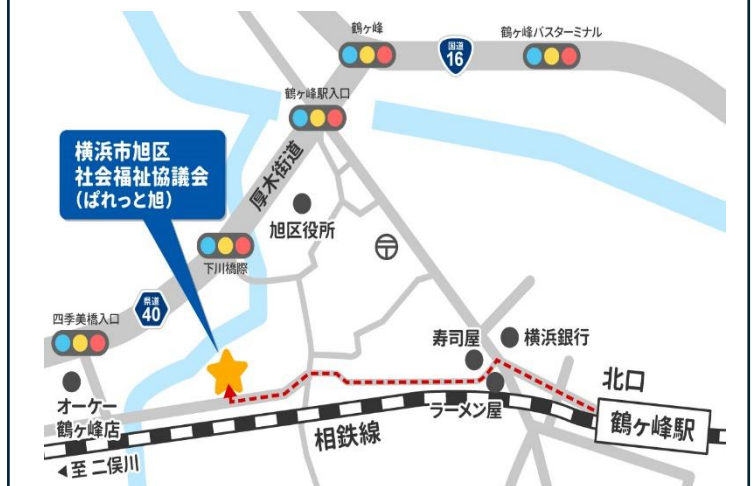 鶴ヶ峰
国道
16
鶴ヶ峰バスターミナル
鶴ヶ峰駅入口
横浜市旭区
社会福祉協議会
(ぱれっと旭)
厚木街道
旭区役所
下川橋際
県道
40
四季美橋入口
寿司屋
横浜銀行
オーケー
鶴ヶ峰店
ラーメン屋
北口
鶴ヶ峰駅
相鉄線
◀至 二俣川